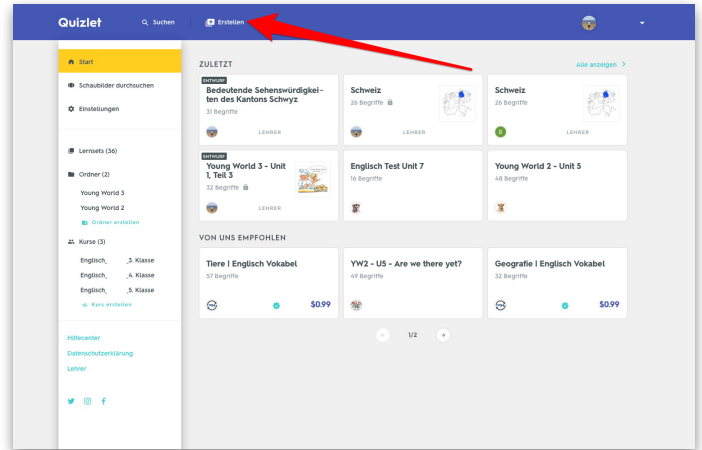 Quizlet
Suchen
Erstellen
Start
Schaubilder durchsuchen
Einstellungen
Lernsets (36)
Ordner (2)
Young World 3
Young World 2
Ordner erstellen
Kurse (3)
Englisch_ _3. Klasse
Englisch_ _4. Klasse
Englisch_ _5. Klasse
Kurs erstellen
Hilfecenter
Datenschutzerklärung
Lehrer
ZULETZT
Alle anzeigen
ENTWURF
Bedeutende Sehenswürdigkei-
ten des Kantons Schwyz
31 Begriffe
LEHRER
Schweiz
26 Begriffe
LEHRER
Schweiz
26 Begriffe
LEHRER
ENTWURF
Young World 3 - Unit
1, Teil 3
32 Begriffe
LEHRER
Englisch Test Unit 7
16 Begriffe
Young World 2 - Unit 5
48 Begriffe
VON UNS EMPFOHLEN
Tiere | Englisch Vokabel
57 Begriffe
$0.99
YW2 - U5 - Are we there yet?
49 Begriffe
Geografie | Englisch Vokabel
32 Begriffe
$0.99
1/2